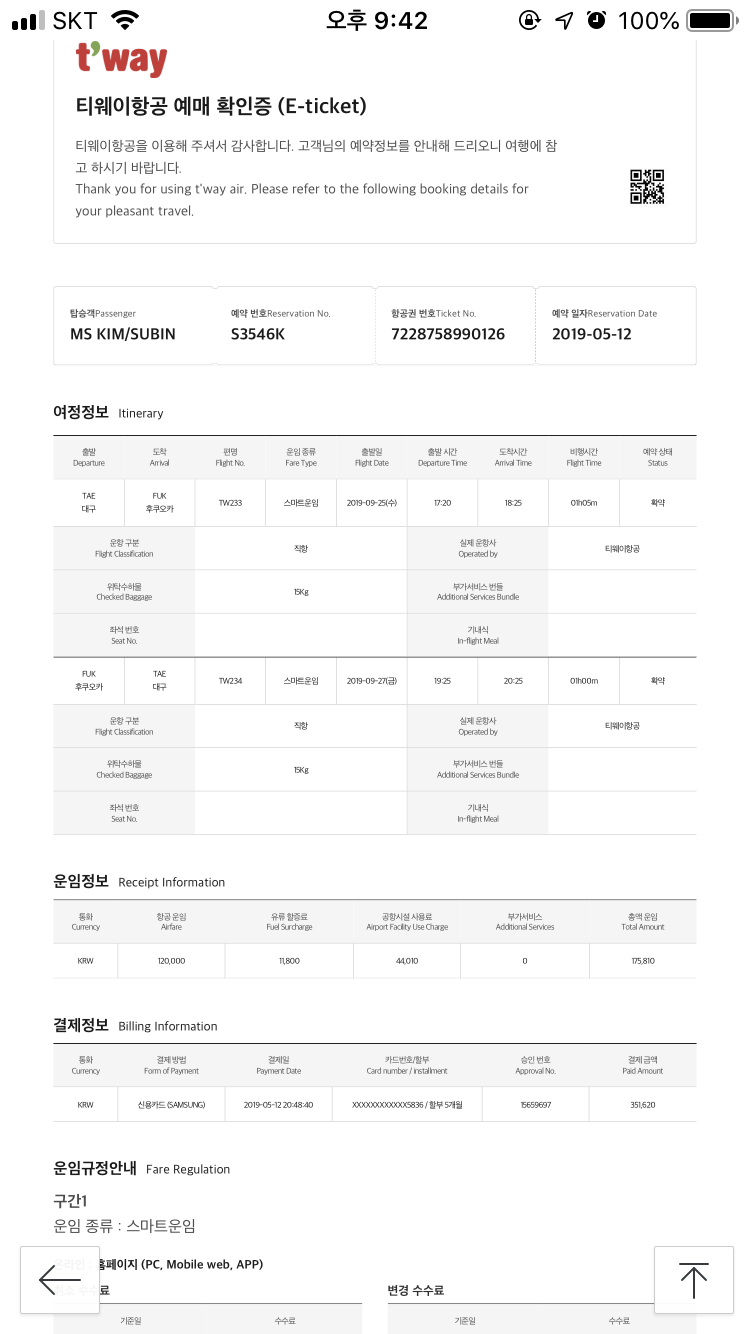 SKT 오후 9:42 100%
t'way
티웨이항공 예매 확인증 (E-ticket)
티웨이항공을 이용해 주셔서 감사합니다. 고객님의 예약정보를 안내해 드리오니 여행에 참
고 하시기 바랍니다.
Thank you for using t'way air. Please refer to the following booking details for
your pleasant travel.
탑승객Passenger 예약 번호Reservation No. 항공권 번호Ticket No. 예약 일자Reservation Date
MS KIM/SUBIN S3546K 7228758990126 2019-05-12
여정정보 Itinerary
출발 도착 편명 운임 종류 출발일 출발 시간 도착시간 비행시간 예약 상태
Departure Arrival Flight No. Fare Type Flight Date Departure Time Arrival Time Flight Time Status
TAE FUK TW233 스마트운임 2019-09-25(수) 17:20 18:25 01h05m 확약
대구 후쿠오카
운항 구분 직항 실제 운항사 티웨이항공
Flight Classification Operated by
위탁수하물 15Kg 부가서비스 번들
Checked Baggage Additional Services Bundle
좌석 번호 기내식
Seat No. In-flight Meal
FUK TAE TW234 스마트운임 2019-09-27(금) 19:25 20:25 01h00m 확약
후쿠오카 대구
운항 구분 직항 실제 운항사 티웨이항공
Flight Classification Operated by
위탁수하물 15Kg 부가서비스 번들
Checked Baggage Additional Services Bundle
좌석 번호 기내식
Seat No. In-flight Meal
운임정보 Receipt Information
통화 항공 운임 유류 할증료 공항시설 사용료 부가서비스 총액 운임
Currency Airfare Fuel Surcharge Airport Facility Use Charge Additional Services Total Amount
KRW 120,000 11,800 44,010 0 175,810
결제정보 Billing Information
통화 결제 방법 결제일 카드번호/할부 승인 번호 결제 금액
Currency Form of Payment Payment Date Card number / installment Approval No. Paid Amount
KRW 신용카드 (SAMSUNG) 2019-05-12 20:48:40 XXXXXXXXXXXX5836 / 할부 5개월 15659697 351,620
운임규정안내 Fare Regulation
구간1
운임 종류 : 스마트운임
온라인 : 홈페이지 (PC, Mobile web, APP)
취소 수수료 변경 수수료
기준일 수수료 기준일 수수료